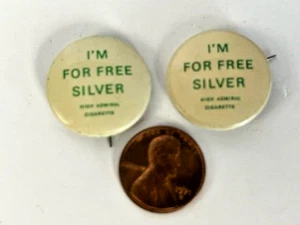 I'M
FOR FREE
SILVER
HIGH ADMIRAL
CIGARETTE
I'M
FOR FREE
SILVER
HIGH ADMIRAL
CIGARETTE